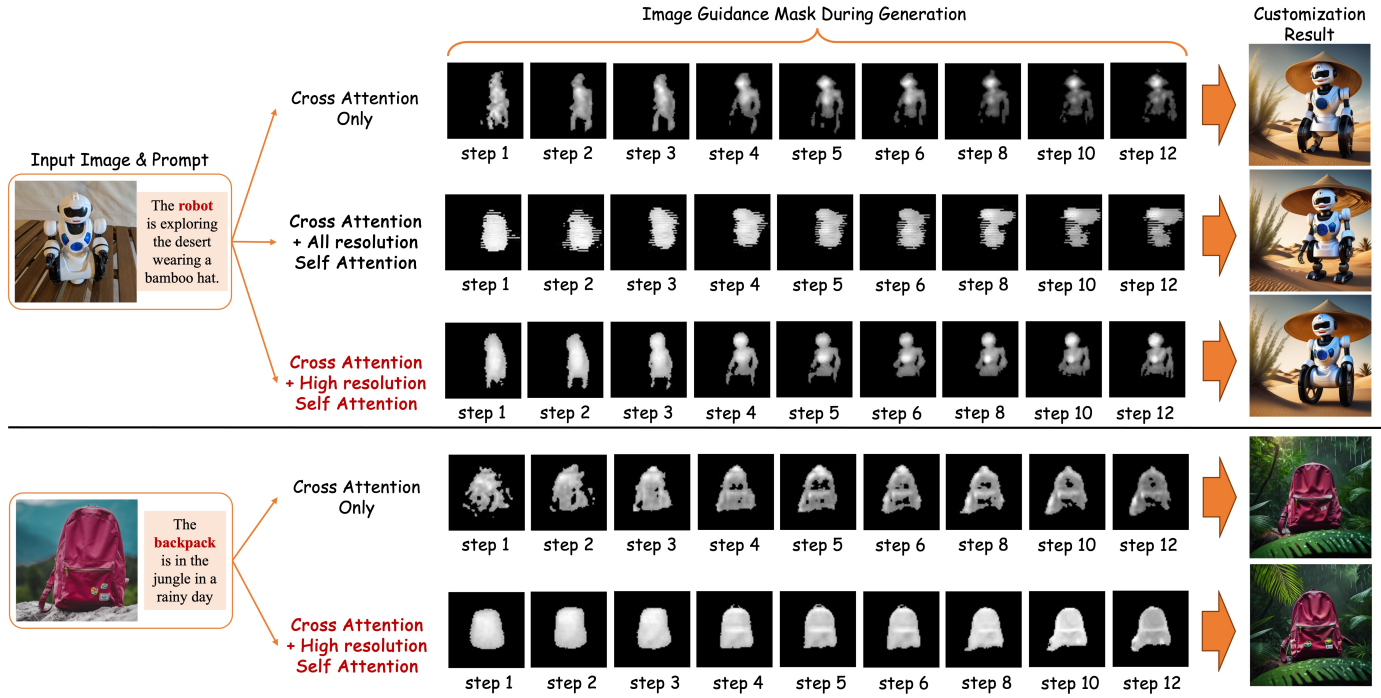 Image Guidance Mask During Generation
Customization
Result
Input Image & Prompt
The robot
is exploring
the desert
wearing a
bamboo hat.
Cross Attention
Only
step 1 step 2 step 3 step 4 step 5 step 6 step 8 step 10 step 12
Cross Attention
+ All resolution
Self Attention
step 1 step 2 step 3 step 4 step 5 step 6 step 8 step 10 step 12
Cross Attention
+ High resolution
Self Attention
step 1 step 2 step 3 step 4 step 5 step 6 step 8 step 10 step 12
The
backpack
is in the
jungle in a
rainy day
Cross Attention
Only
step 1 step 2 step 3 step 4 step 5 step 6 step 8 step 10 step 12
Cross Attention
+ High resolution
Self Attention
step 1 step 2 step 3 step 4 step 5 step 6 step 8 step 10 step 12